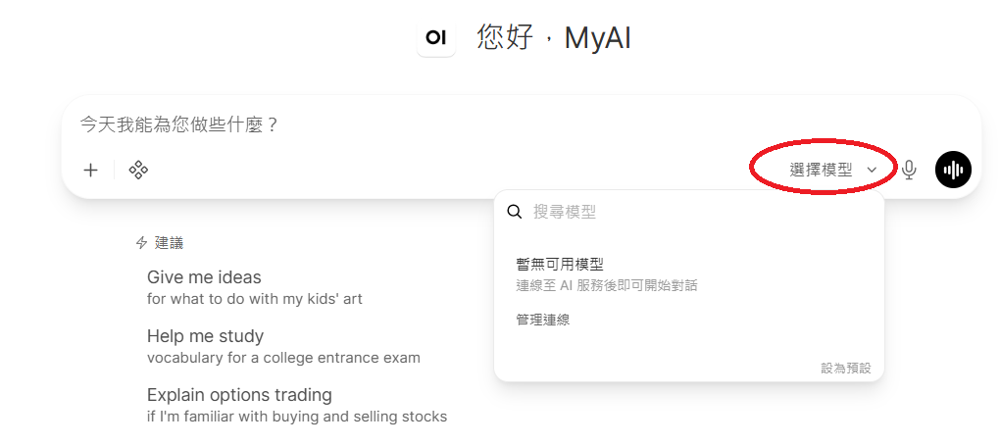 OI 您好，MyAI
今天我能為您做些什麼？
選擇模型
搜尋模型
暫無可用模型
連線至 AI 服務後即可開始對話
管理連線
設為預設
建議
Give me ideas
for what to do with my kids' art
Help me study
vocabulary for a college entrance exam
Explain options trading
if I'm familiar with buying and selling stocks